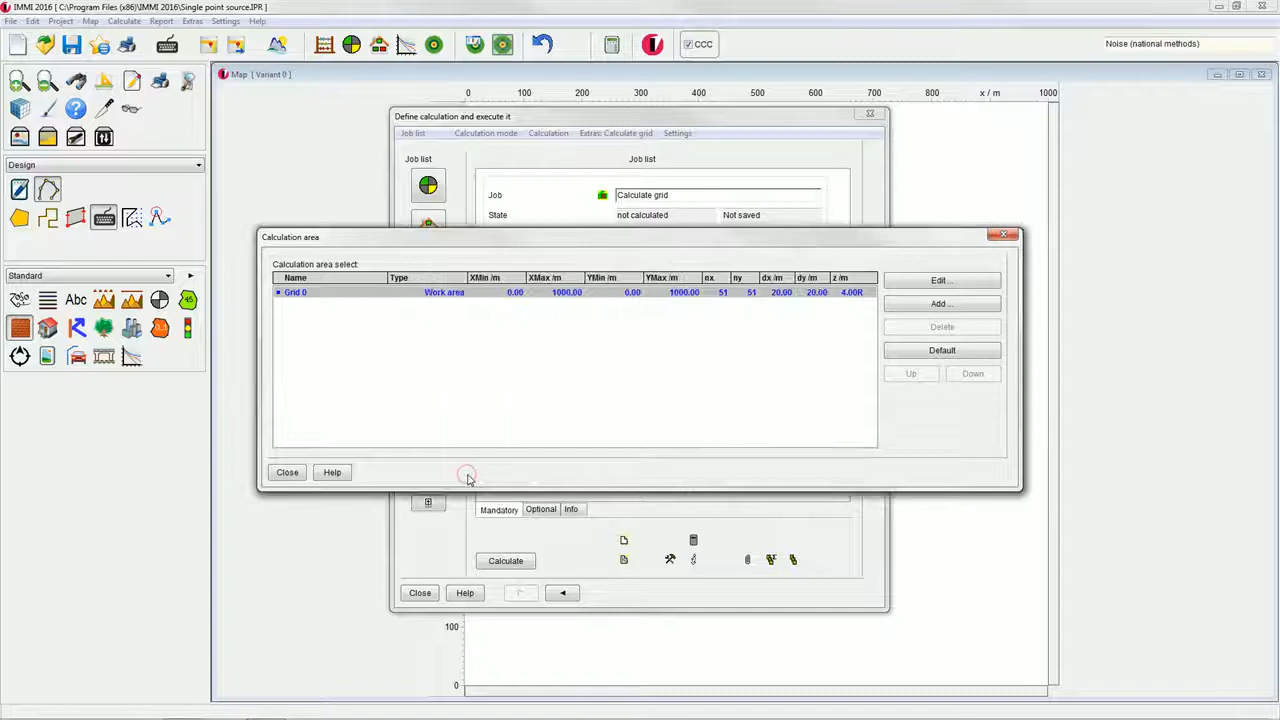 IMMI 2016 [ C:\Program Files (x86)\IMMI 2016\Single point source.IPR ]
File Edit Project Map Calculate Report Extras Settings Help
CCC
Noise (national methods)
Map [ Variant 0 ]
0 100 200 300 400 500 600 700 800 x / m 1000
Define calculation and execute it
Job list Calculation mode Calculation Extras: Calculate grid Settings
Job list Job list
Design
Job Calculate grid
State not calculated Not saved
Calculation area
Calculation area select:
Name Type XMin /m XMax /m YMin /m YMax /m nx ny dx /m dy /m z /m
Grid 0 Work area 0.00 1000.00 0.00 1000.00 51 51 20.00 20.00 4.00R
Edit ...
Add ...
Delete
Default
Up Down
Standard
Abc
45
Close Help
Mandatory Optional Info
Calculate
Close Help
100
0